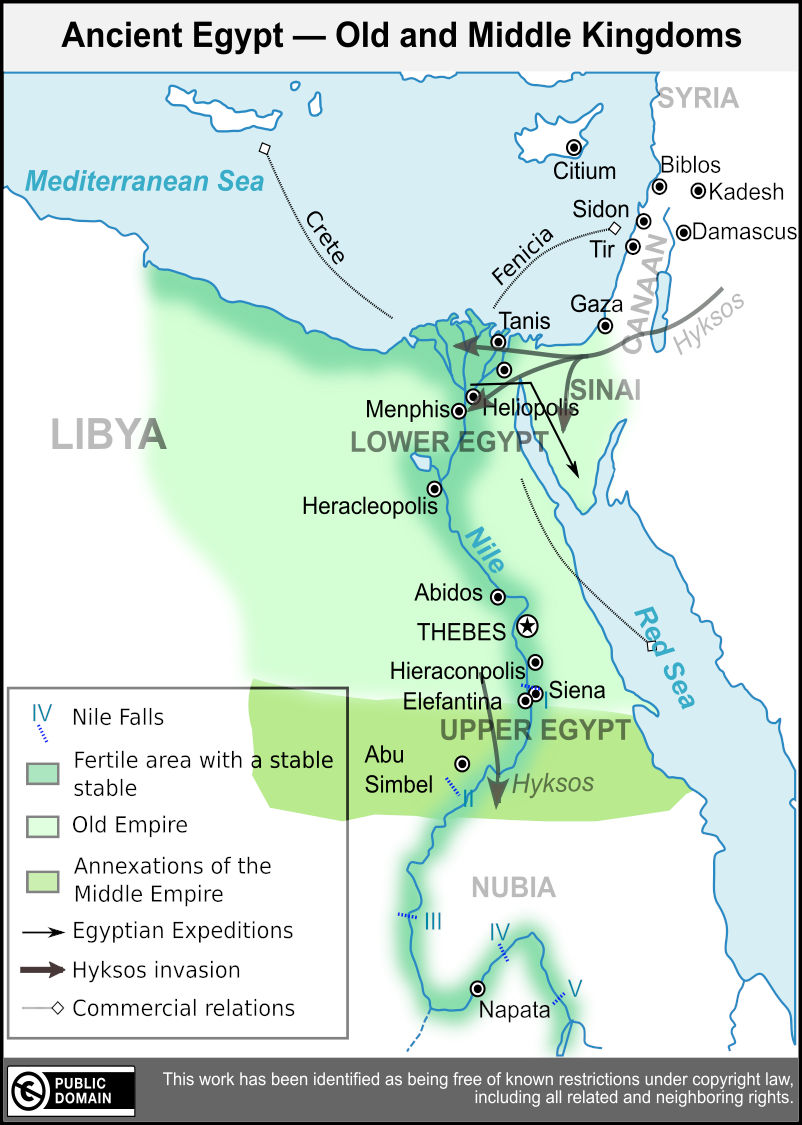 Ancient Egypt — Old and Middle Kingdoms
SYRIA
Mediterranean Sea
Citium
Biblos
Kadesh
Sidon
Damascus
Tir
Crete
Fenicia
CANAAN
Gaza
Hyksos
Tanis
SINAI
Menphis
Heliopolis
LIBYA
LOWER EGYPT
Heracleopolis
Nile
Abidos
THEBES
Red Sea
Hieraconpolis
Siena
Elefantina
I
UPPER EGYPT
Abu
Simbel
Hyksos
II
NUBIA
III
IV
V
Napata
IV
Nile Falls
Fertile area with a stable
stable
Old Empire
Annexations of the
Middle Empire
Egyptian Expeditions
Hyksos invasion
Commercial relations
PUBLIC
DOMAIN
This work has been identified as being free of known restrictions under copyright law,
including all related and neighboring rights.